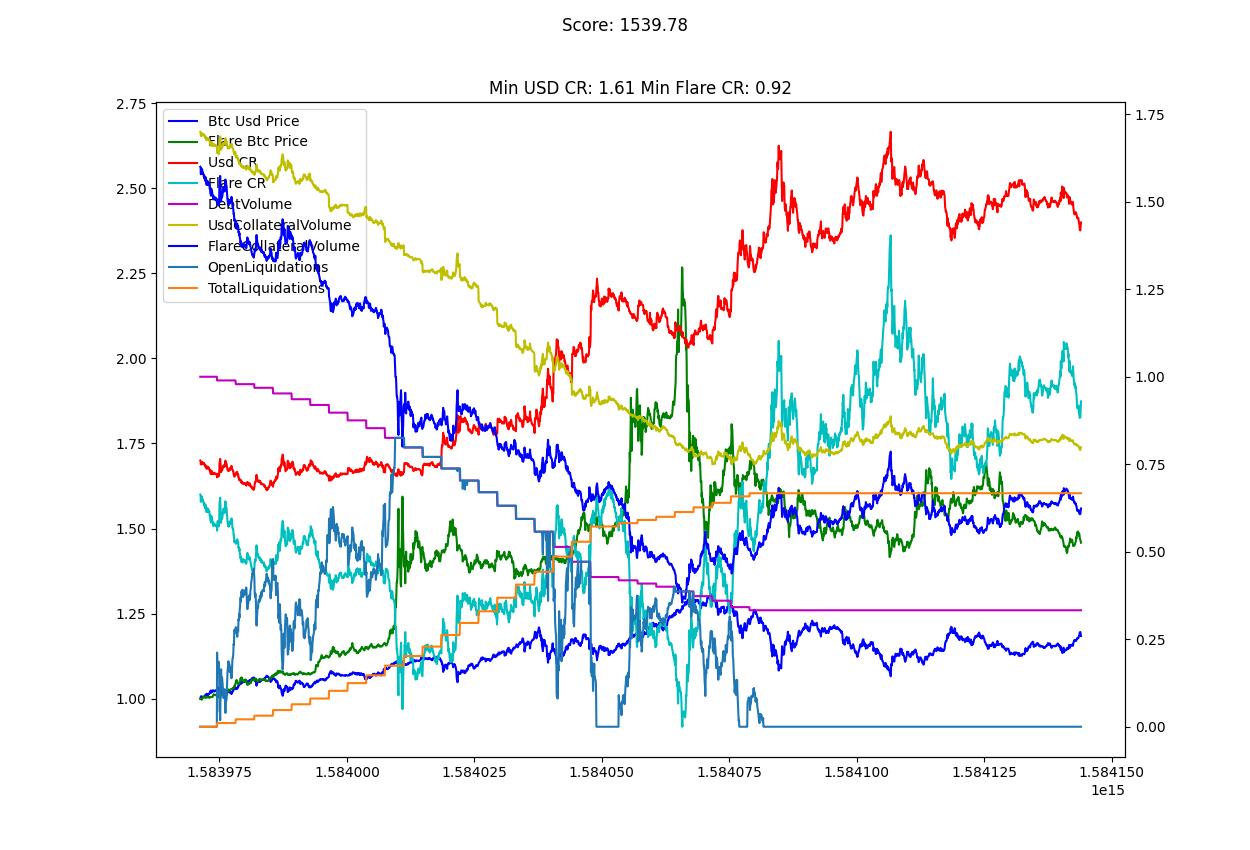 Score: 1539.78
Min USD CR: 1.61 Min Flare CR: 0.92
2.75
2.50
2.25
2.00
1.75
1.50
1.25
1.00
Btc Usd Price
Flare Btc Price
Usd CR
Flare CR
DebtVolume
UsdCollateralVolume
FlareCollateralVolume
OpenLiquidations
TotalLiquidations
1.75
1.50
1.25
1.00
0.75
0.50
0.25
0.00
1.583975 1.584000 1.584025 1.584050 1.584075 1.584100 1.584125 1.584150
1e15